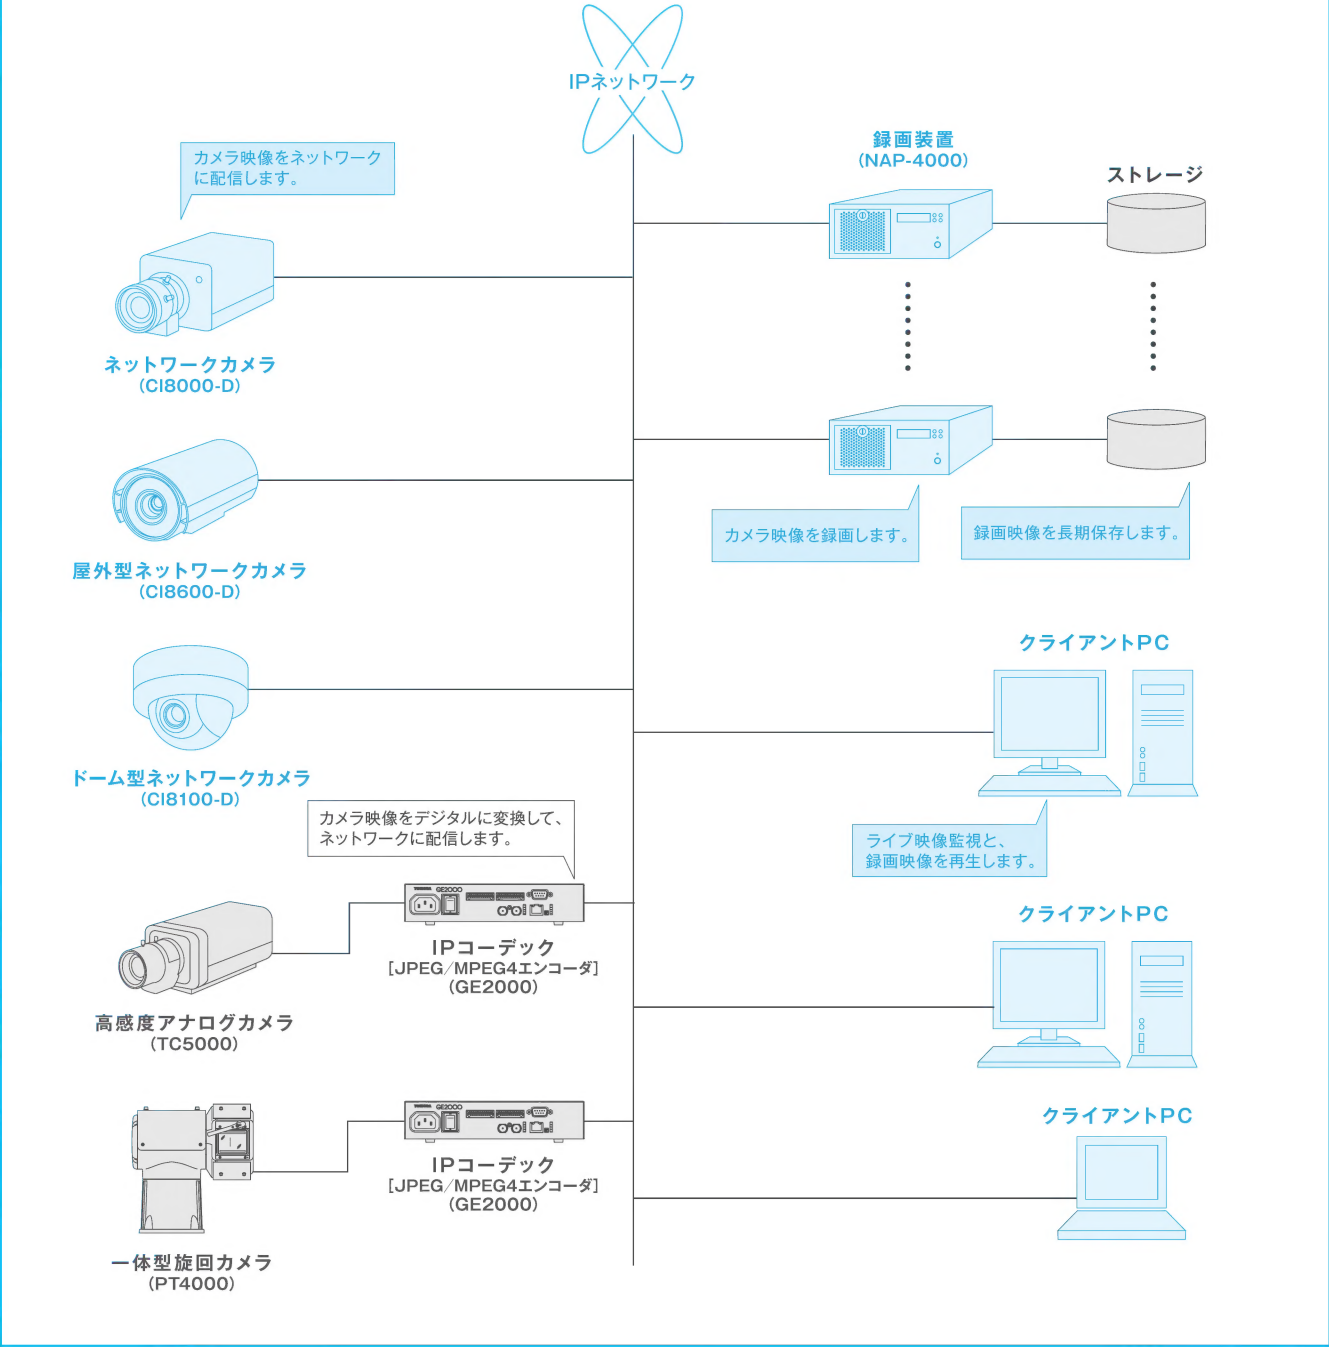 IPネットワーク
カメラ映像をネットワーク
に配信します。
ネットワークカメラ
(CI8000-D)
屋外型ネットワークカメラ
(CI8600-D)
ドーム型ネットワークカメラ
(CI8100-D)
カメラ映像をデジタルに変換して、
ネットワークに配信します。
GE2000
IPコーデック
[JPEG/MPEG4エンコーダ]
(GE2000)
高感度アナログカメラ
(TC5000)
GE2000
IPコーデック
[JPEG/MPEG4エンコーダ]
(GE2000)
一体型旋回カメラ
(PT4000)
録画装置
(NAP-4000)
ストレージ
カメラ映像を録画します。
録画映像を長期保存します。
クライアントPC
ライブ映像監視と、
録画映像を再生します。
クライアントPC
クライアントPC